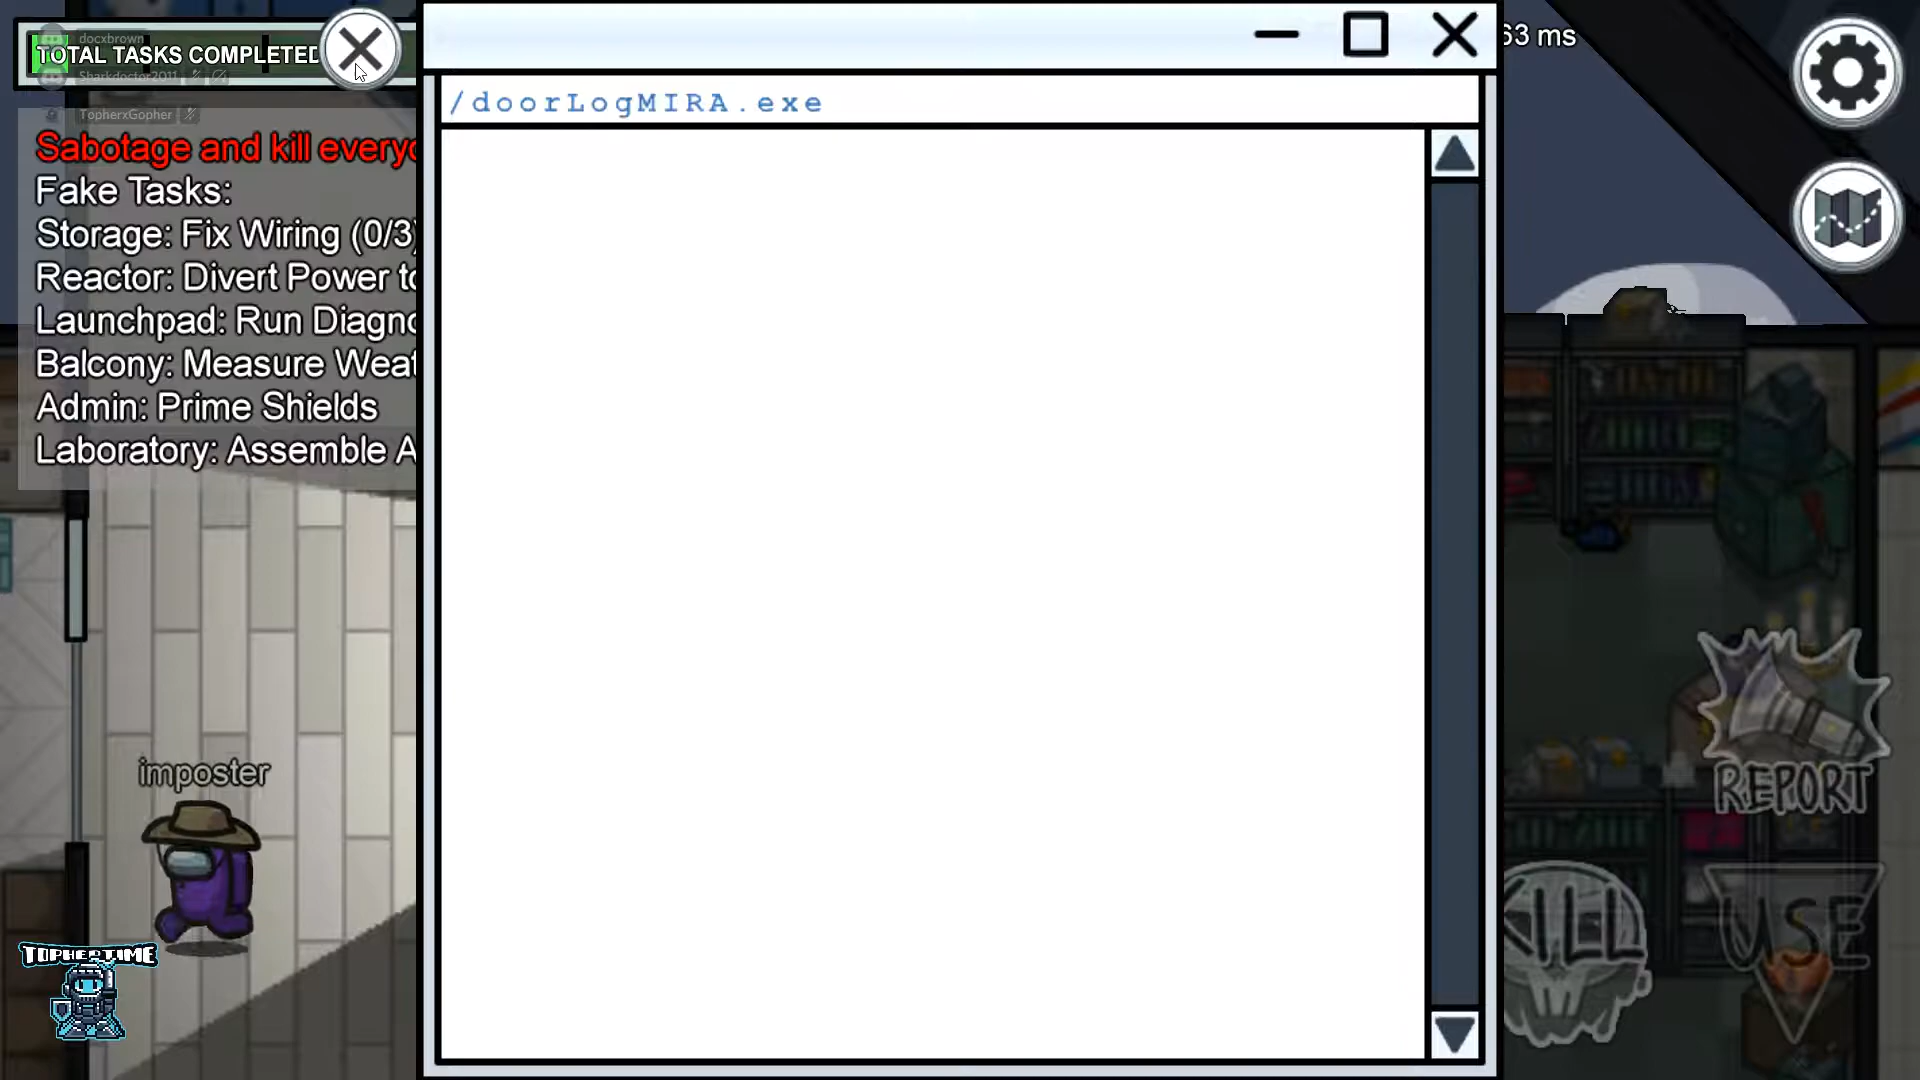 docxbrown
TOTAL TASKS COMPLETED
Sharkdoctor2011
TopherxGopher
Sabotage and kill everyo
Fake Tasks:
Storage: Fix Wiring (0/3)
Reactor: Divert Power to
Launchpad: Run Diagno
Balcony: Measure Weat
Admin: Prime Shields
Laboratory: Assemble A
/doorLogMIRA.exe
63 ms
imposter
TOPHERTIME
REPORT
KILL
USE